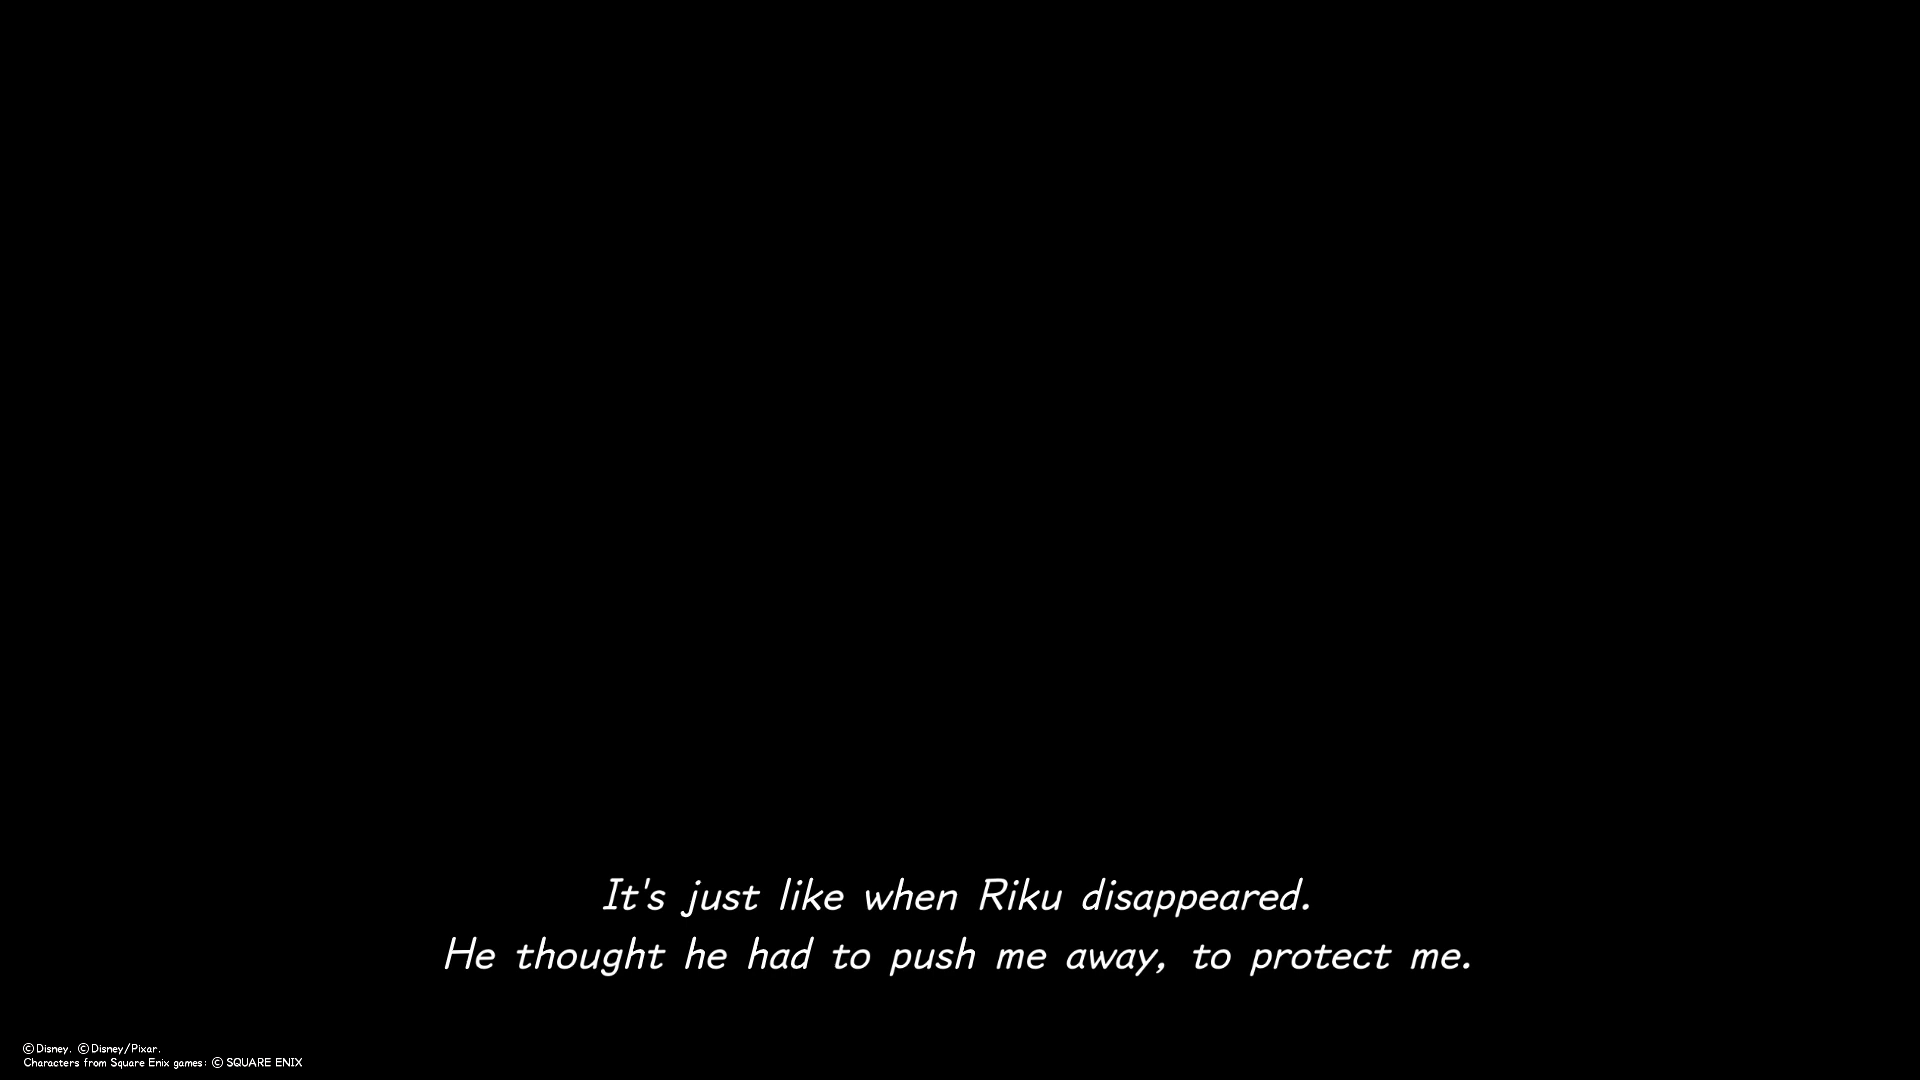 It's just like when Riku disappeared.
He thought he had to push me away, to protect me.
©Disney. ©Disney/Pixar.
Characters from Square Enix games: © SQUARE ENIX